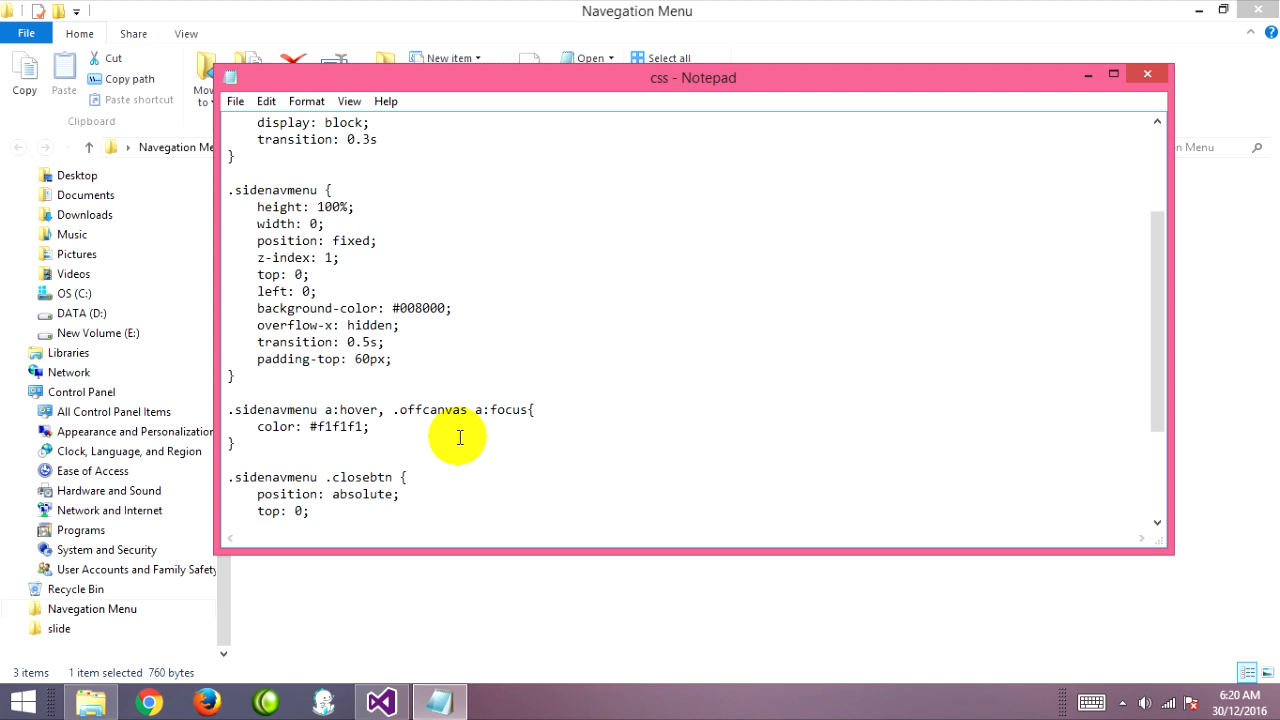 Navegation Menu
File
Home
Share
View
Copy
Paste
Cut
Copy path
Paste shortcut
Clipboard
New item
Open
Select all
Navegation Me
n Menu
css - Notepad
File Edit Format View Help
display: block;
transition: 0.3s
}
.sidenavmenu {
height: 100%;
width: 0;
position: fixed;
z-index: 1;
top: 0;
left: 0;
background-color: #008000;
overflow-x: hidden;
transition: 0.5s;
padding-top: 60px;
}
.sidenavmenu a:hover, .offcanvas a:focus{
color: #f1f1f1;
}
.sidenavmenu .closebtn {
position: absolute;
top: 0;
Desktop
Documents
Downloads
Music
Pictures
Videos
OS (C:)
DATA (D:)
New Volume (E:)
Libraries
Network
Control Panel
All Control Panel Items
Appearance and Personalization
Clock, Language, and Region
Ease of Access
Hardware and Sound
Network and Internet
Programs
System and Security
User Accounts and Family Safety
Recycle Bin
Navegation Menu
slide
3 items 1 item selected 760 bytes
6:20 AM
30/12/2016